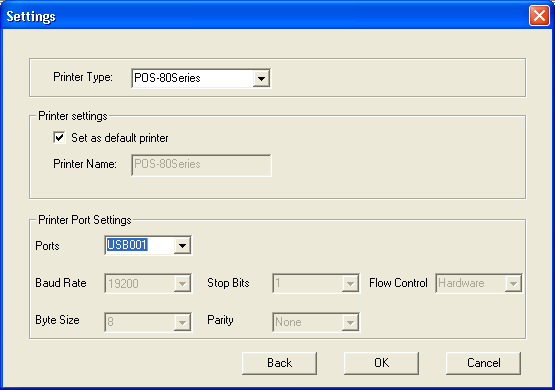 Settings
Printer Type: POS-80Series
Printer settings
Set as default printer
Printer Name: POS-80Series
Printer Port Settings
Ports USB001
Baud Rate 19200 Stop Bits 1 Flow Control Hardware
Byte Size 8 Parity None
Back OK Cancel